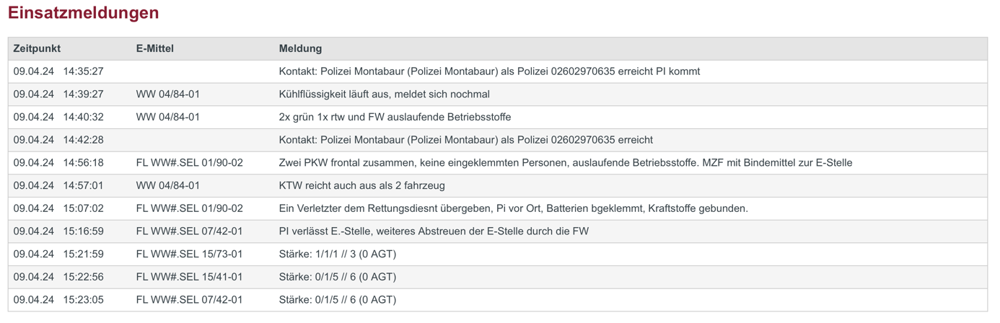 Einsatzmeldungen
Zeitpunkt E-Mittel Meldung
09.04.24 14:35:27 Kontakt: Polizei Montabaur (Polizei Montabaur) als Polizei 02602970635 erreicht PI kommt
09.04.24 14:39:27 WW 04/84-01 Kühlflüssigkeit läuft aus, meldet sich nochmal
09.04.24 14:40:32 WW 04/84-01 2x grün 1x rtw und FW auslaufende Betriebsstoffe
09.04.24 14:42:28 Kontakt: Polizei Montabaur (Polizei Montabaur) als Polizei 02602970635 erreicht
09.04.24 14:56:18 FL WW#.SEL 01/90-02 Zwei PKW frontal zusammen, keine eingeklemmten Personen, auslaufende Betriebsstoffe. MZF mit Bindemittel zur E-Stelle
09.04.24 14:57:01 WW 04/84-01 KTW reicht auch aus als 2 fahrzeug
09.04.24 15:07:02 FL WW#.SEL 01/90-02 Ein Verletzter dem Rettungsdiesnt übergeben, Pi vor Ort, Batterien bgeklemmt, Kraftstoffe gebunden.
09.04.24 15:16:59 FL WW#.SEL 07/42-01 PI verlässt E.-Stelle, weiteres Abstreuen der E-Stelle durch die FW
09.04.24 15:21:59 FL WW#.SEL 15/73-01 Stärke: 1/1/1 // 3 (0 AGT)
09.04.24 15:22:56 FL WW#.SEL 15/41-01 Stärke: 0/1/5 // 6 (0 AGT)
09.04.24 15:23:05 FL WW#.SEL 07/42-01 Stärke: 0/1/5 // 6 (0 AGT)